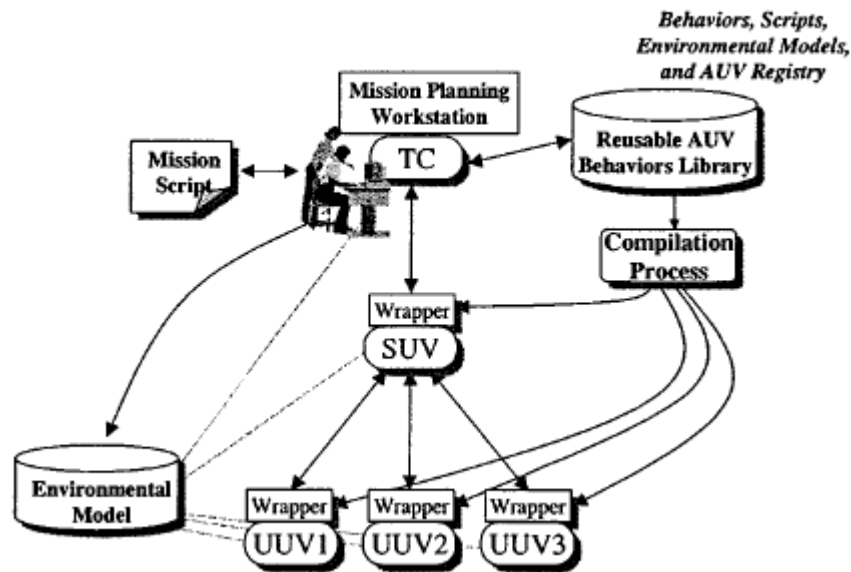 Behaviors, Scripts,
Environmental Models,
and AUV Registry
Mission Planning
Workstation
TC
Reusable AUV
Behaviors Library
Mission
Script
Compilation
Process
Wrapper
SUV
Environmental
Model
Wrapper
UUV1
Wrapper
UUV2
Wrapper
UUV3